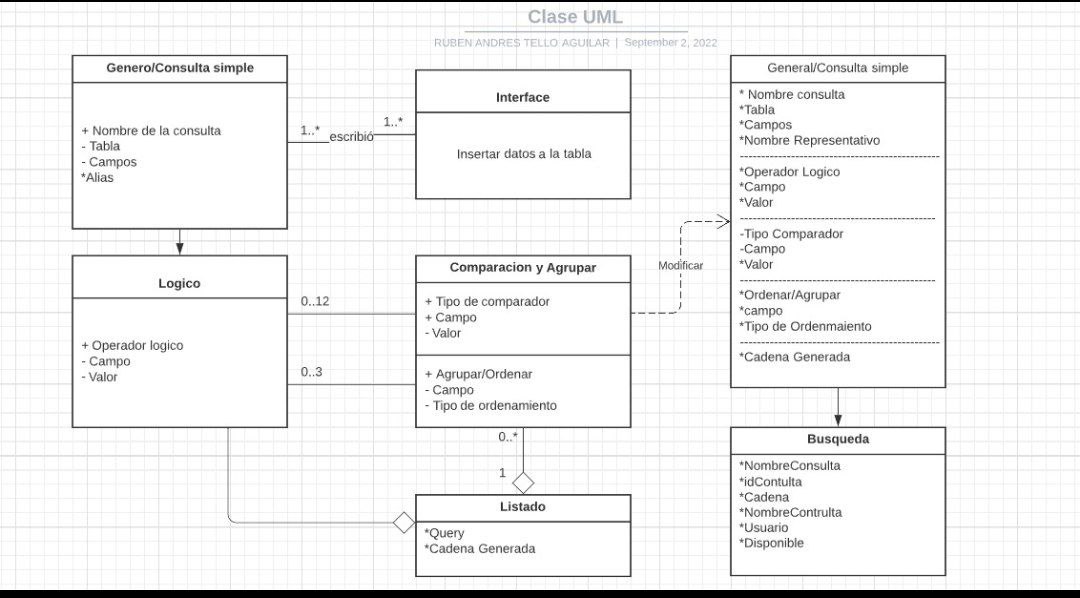 Clase UML
RUBEN ANDRES TELLO AGUILAR | September 2, 2022
Genero/Consulta simple
+ Nombre de la consulta
- Tabla
- Campos
*Alias
1..*
escribió
1..*
Interface
Insertar datos a la tabla
Logico
+ Operador logico
- Campo
- Valor
0..12
0..3
Comparacion y Agrupar
+ Tipo de comparador
+ Campo
- Valor
+ Agrupar/Ordenar
- Campo
- Tipo de ordenamiento
0..*
1
Listado
*Query
*Cadena Generada
Modificar
General/Consulta simple
* Nombre consulta
*Tabla
*Campos
*Nombre Representativo
*Operador Logico
*Campo
*Valor
-Tipo Comparador
-Campo
*Valor
*Ordenar/Agrupar
*campo
*Tipo de Ordenmaiento
*Cadena Generada
Busqueda
*NombreConsulta
*idContulta
*Cadena
*NombreContrulta
*Usuario
*Disponible